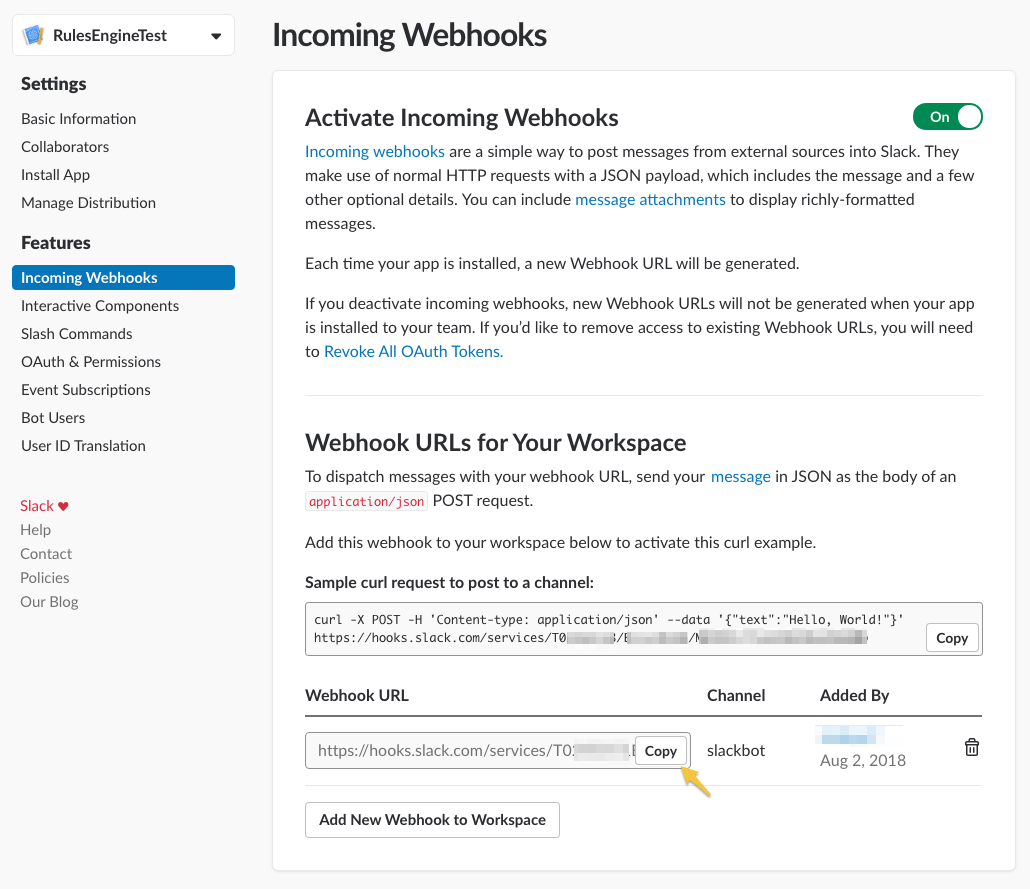 RulesEngineTest
Settings
Basic Information
Collaborators
Install App
Manage Distribution
Features
Incoming Webhooks
Interactive Components
Slash Commands
OAuth & Permissions
Event Subscriptions
Bot Users
User ID Translation
Slack
Help
Contact
Policies
Our Blog
Incoming Webhooks
Activate Incoming Webhooks
On
Incoming webhooks are a simple way to post messages from external sources into Slack. They
make use of normal HTTP requests with a JSON payload, which includes the message and a few
other optional details. You can include message attachments to display richly-formatted
messages.
Each time your app is installed, a new Webhook URL will be generated.
If you deactivate incoming webhooks, new Webhook URLs will not be generated when your app
is installed to your team. If you’d like to remove access to existing Webhook URLs, you will need
to Revoke All OAuth Tokens.
Webhook URLs for Your Workspace
To dispatch messages with your webhook URL, send your message in JSON as the body of an
application/json POST request.
Add this webhook to your workspace below to activate this curl example.
Sample curl request to post to a channel:
curl -X POST -H 'Content-type: application/json' --data '{"text":"Hello, World!"}'
https://hooks.slack.com/services/T0
Copy
Webhook URL Channel Added By
https://hooks.slack.com/services/T0 Copy slackbot
Aug 2, 2018
Add New Webhook to Workspace